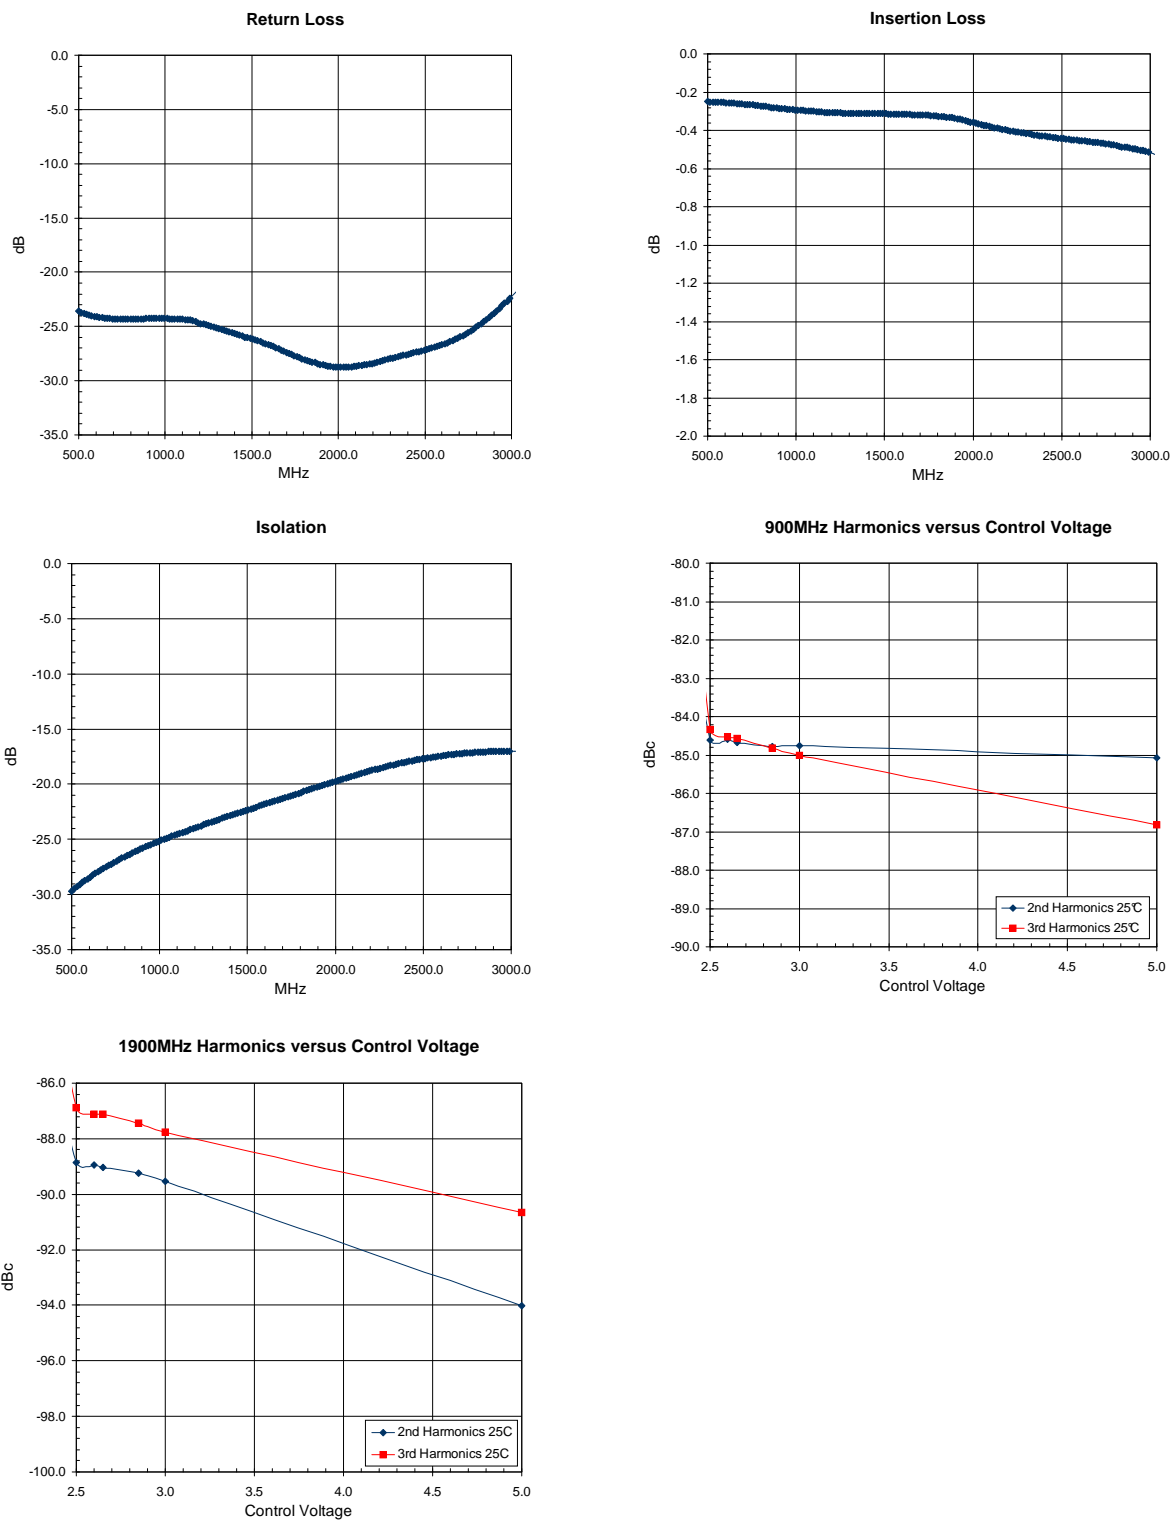 Return Loss
0.0
-5.0
-10.0
-15.0
-20.0
-25.0
-30.0
-35.0
dB
500.0 1000.0 1500.0 2000.0 2500.0 3000.0
MHz
Insertion Loss
0.0
-0.2
-0.4
-0.6
-0.8
-1.0
-1.2
-1.4
-1.6
-1.8
-2.0
dB
500.0 1000.0 1500.0 2000.0 2500.0 3000.0
MHz
Isolation
0.0
-5.0
-10.0
-15.0
-20.0
-25.0
-30.0
-35.0
dB
500.0 1000.0 1500.0 2000.0 2500.0 3000.0
MHz
900MHz Harmonics versus Control Voltage
-80.0
-81.0
-82.0
-83.0
-84.0
-85.0
-86.0
-87.0
-88.0
-89.0
-90.0
dBc
2nd Harmonics 25°C
3rd Harmonics 25°C
2.5 3.0 3.5 4.0 4.5 5.0
Control Voltage
1900MHz Harmonics versus Control Voltage
-86.0
-88.0
-90.0
-92.0
-94.0
-96.0
-98.0
-100.0
dBc
2nd Harmonics 25C
3rd Harmonics 25C
2.5 3.0 3.5 4.0 4.5 5.0
Control Voltage